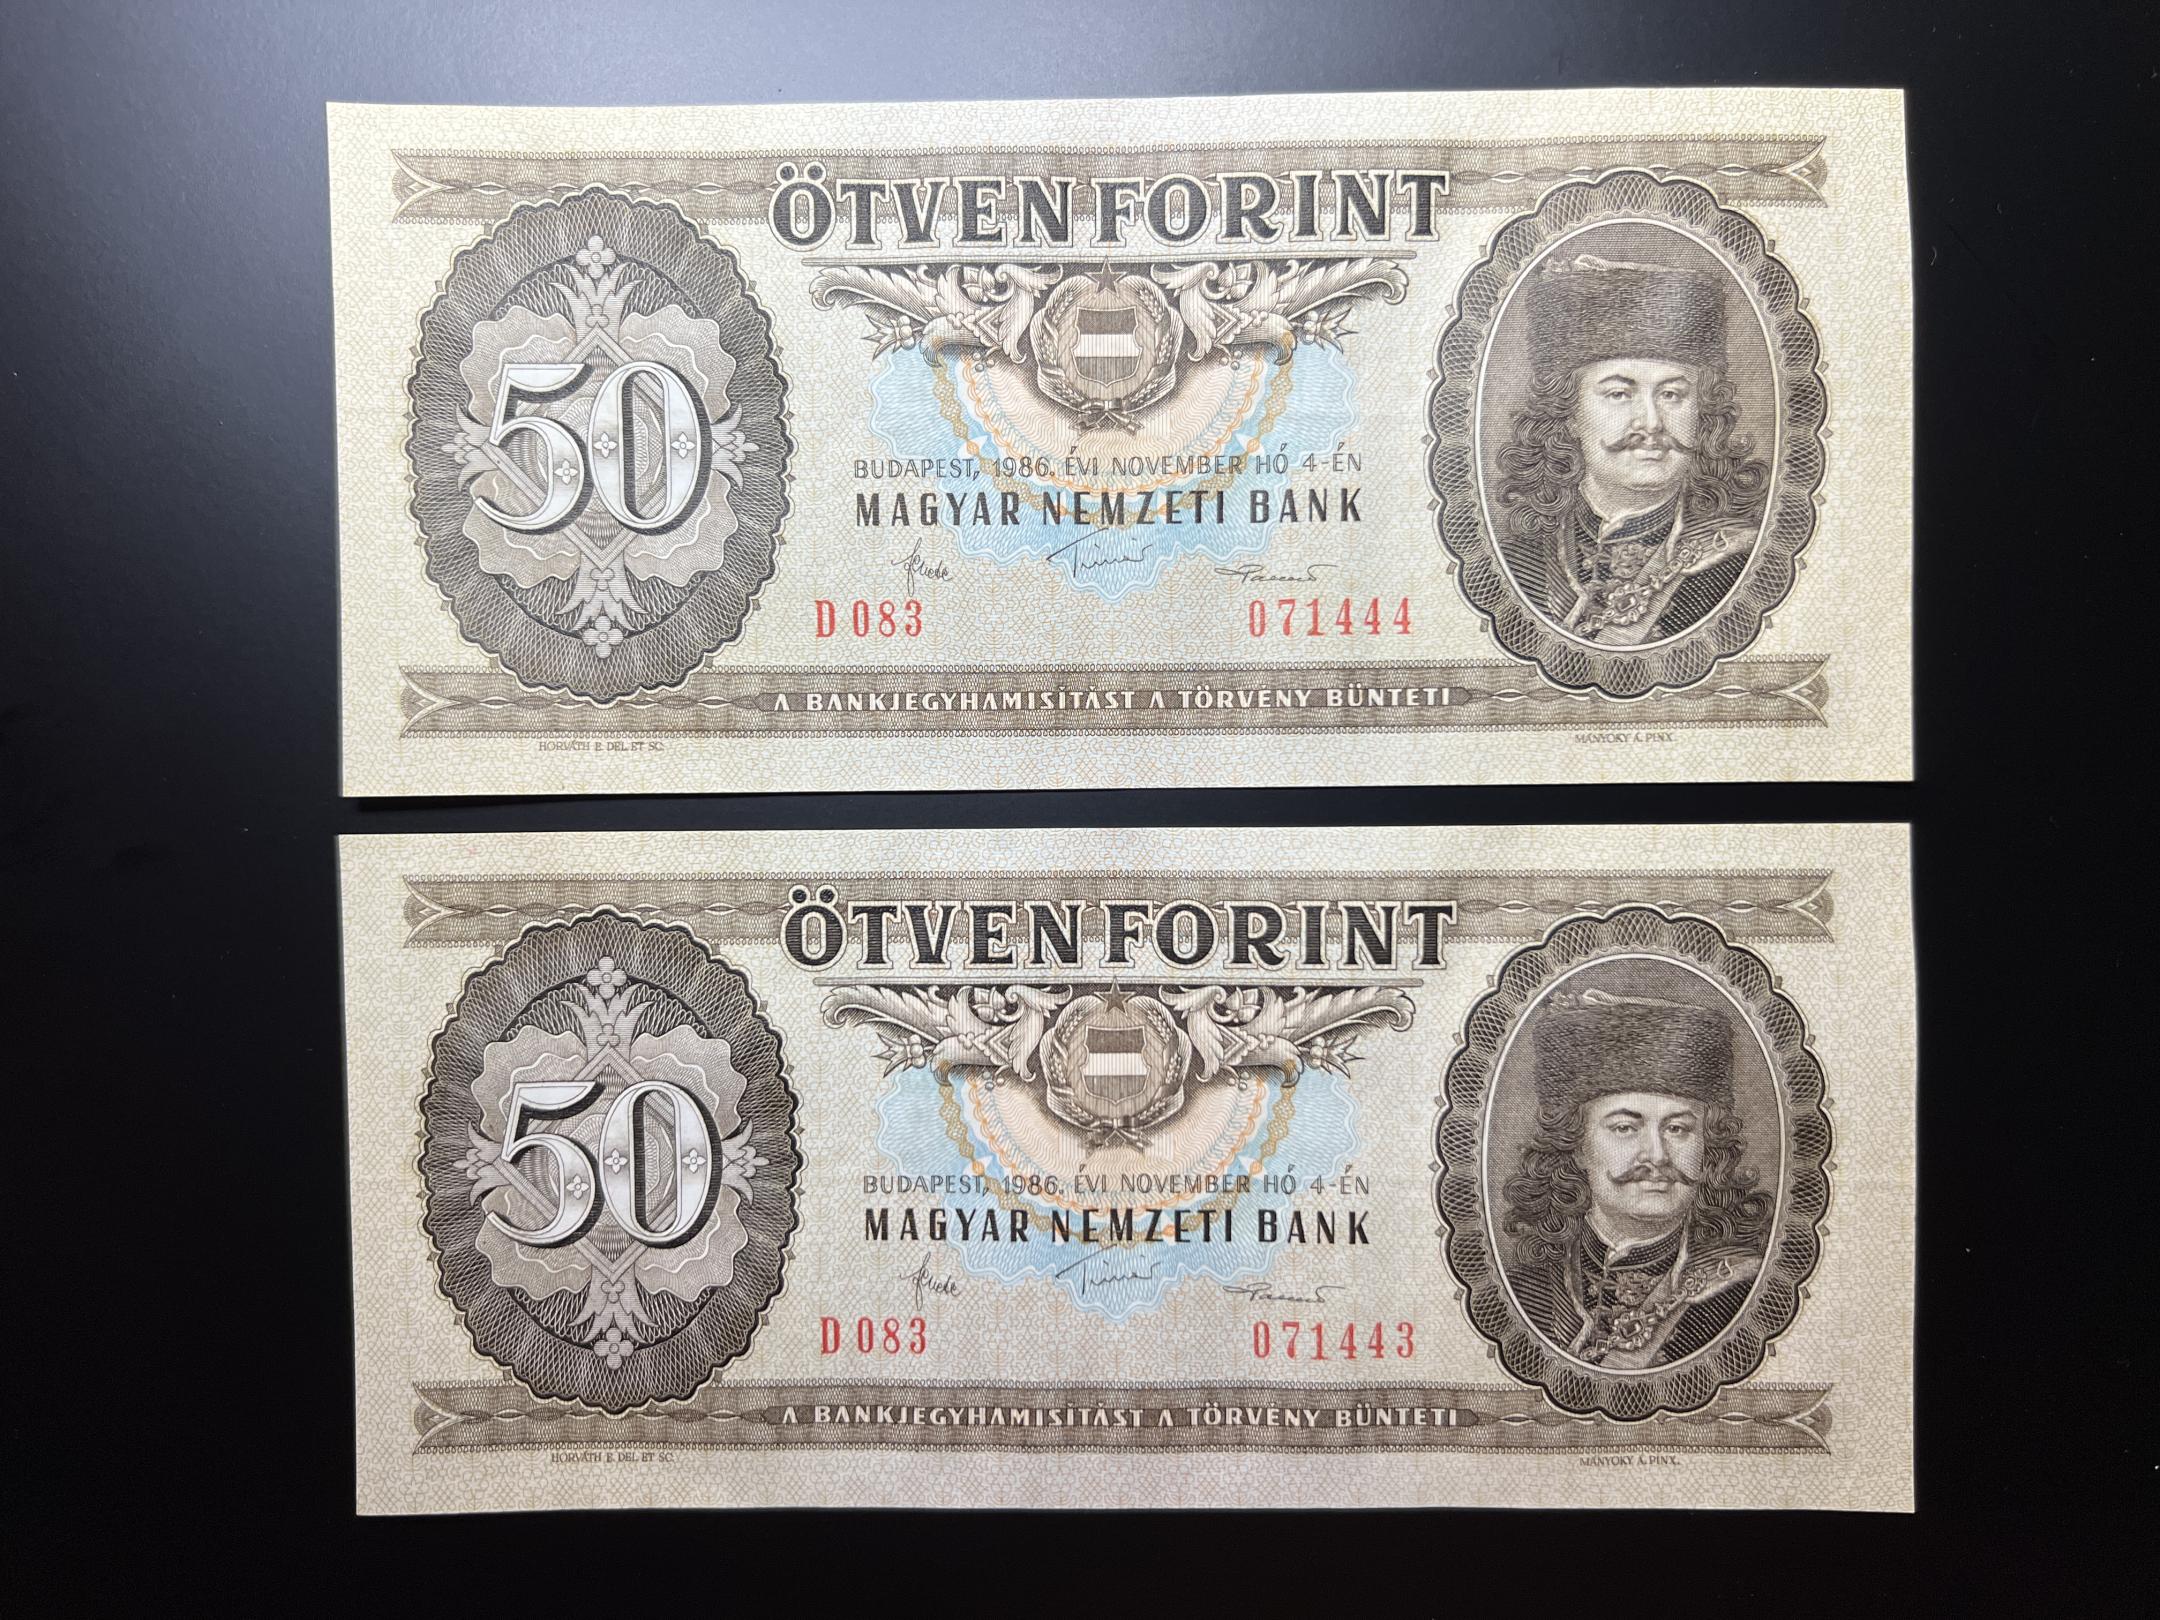 ÖTVEN FORINT
50
BUDAPEST, 1986. ÉVI NOVEMBER HÓ 4-ÉN
MAGYAR NEMZETI BANK
D 083 071444
A BANKJEGYHAMISÍTÁST A TÖRVÉNY BÜNTETI
HORVÁTH E. DEL ET SC. MÁNYOKY Á. PINX.
ÖTVEN FORINT
50
BUDAPEST, 1986. ÉVI NOVEMBER HÓ 4-ÉN
MAGYAR NEMZETI BANK
D 083 071443
A BANKJEGYHAMISÍTÁST A TÖRVÉNY BÜNTETI
HORVÁTH E. DEL ET SC. MÁNYOKY Á. PINX.